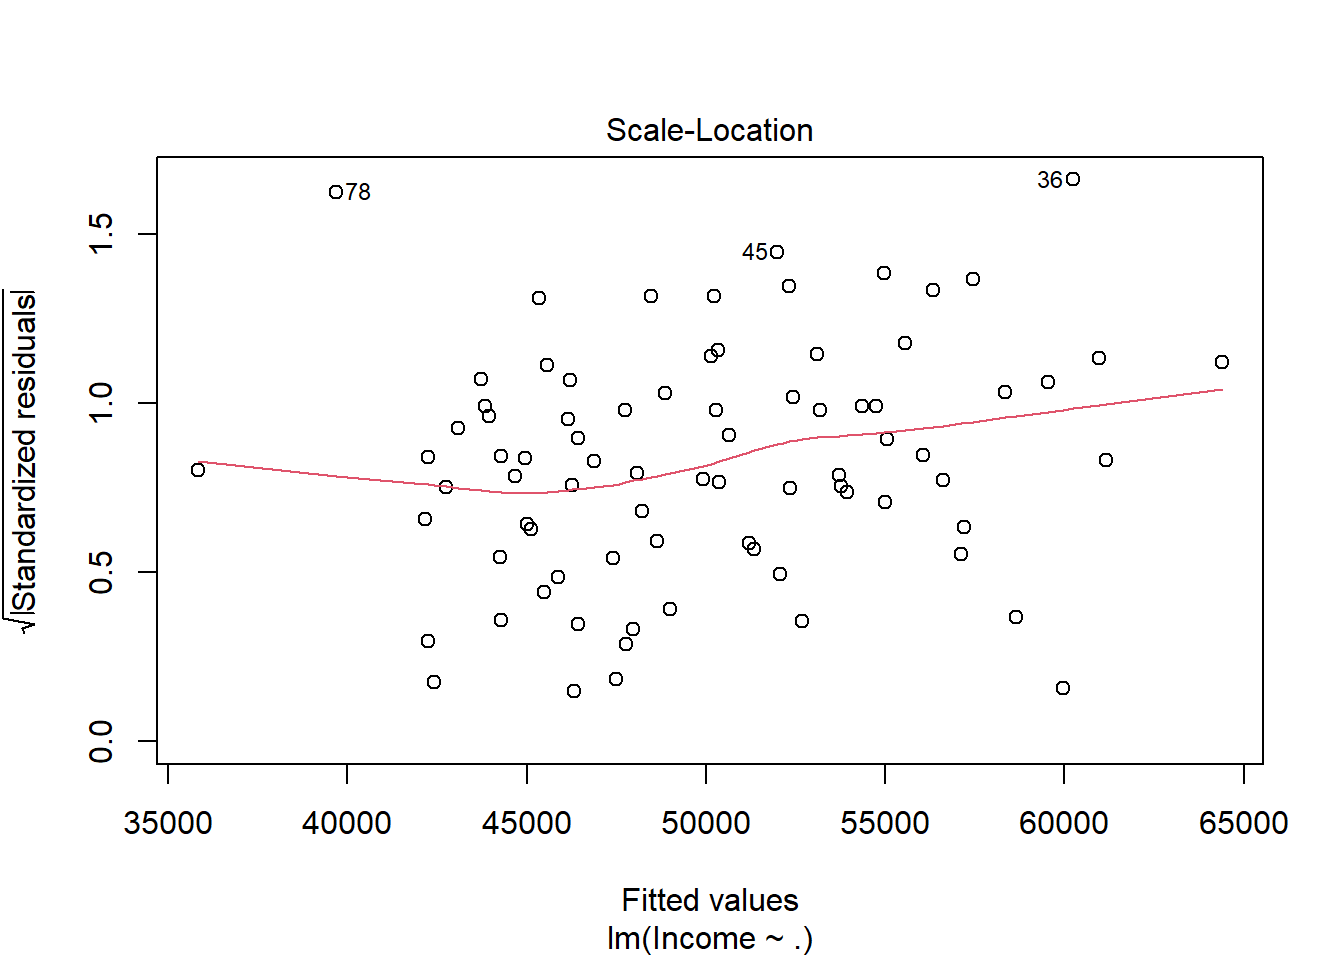 Scale-Location
78
36
45
√|Standardized residuals|
1.5
1.0
0.5
0.0
35000 40000 45000 50000 55000 60000 65000
Fitted values
lm(Income ~ .)